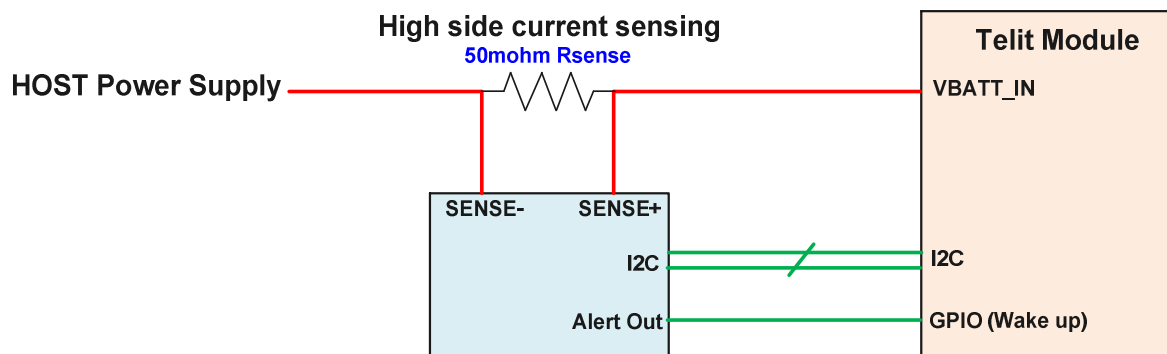 High side current sensing
50mohm Rsense
Telit Module
HOST Power Supply
VBATT_IN
SENSE-
SENSE+
I2C
I2C
Alert Out
GPIO (Wake up)